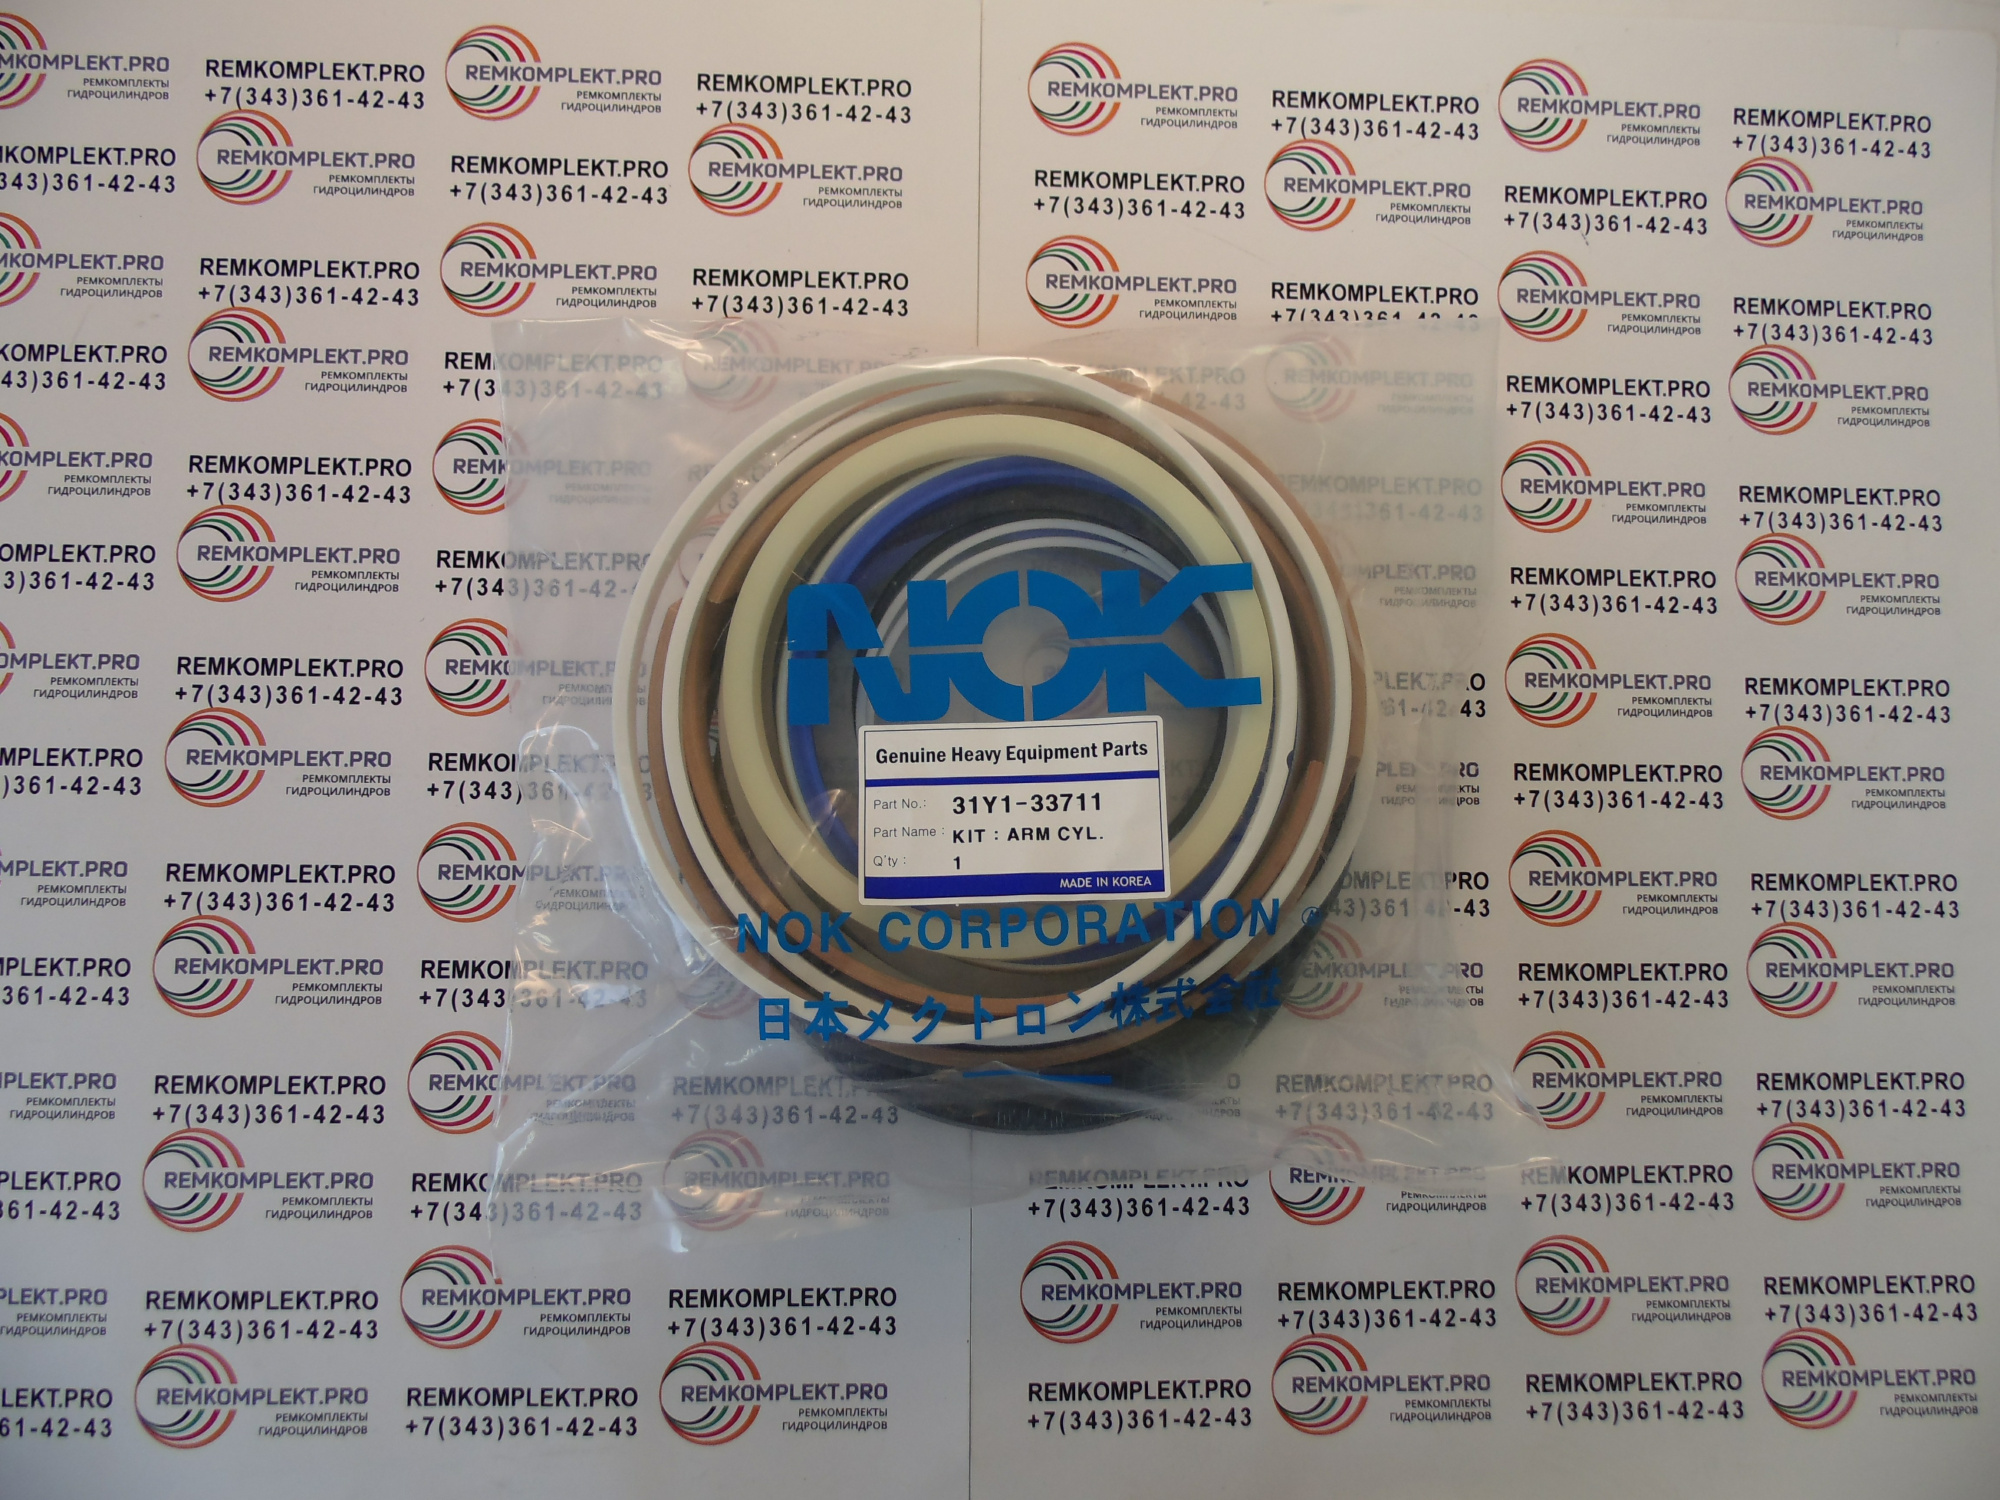 REMKOMPLEKT.PRO
+7(343)361-42-43
REMKOMPLEKT.PRO
РЕМКОМПЛЕКТЫ
ГИДРОЦИЛИНДРОВ
NOK
Genuine Heavy Equipment Parts
Part No.: 31Y1-33711
Part Name : KIT : ARM CYL.
Q'ty : 1
MADE IN KOREA
NOK CORPORATION
日本メクトロン株式会社